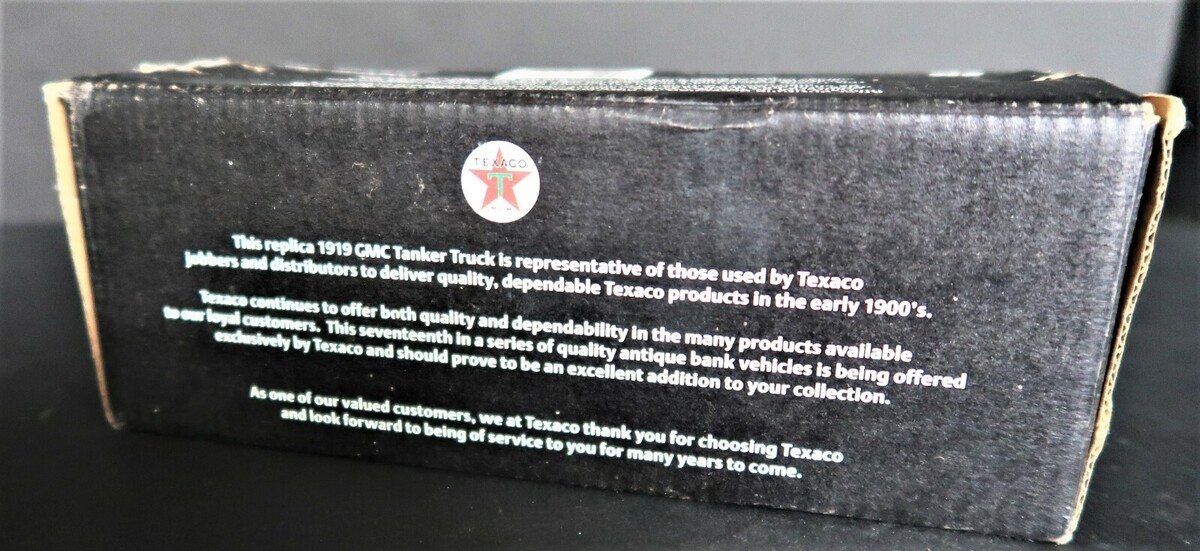 TEXACO
T
This replica 1919 GMC Tanker Truck is representative of those used by Texaco
jobbers and distributors to deliver quality, dependable Texaco products in the early 1900's.
Texaco continues to offer both quality and dependability in the many products available
to our loyal customers. This seventeenth in a series of quality antique bank vehicles is being offered
exclusively by Texaco and should prove to be an excellent addition to your collection.
As one of our valued customers, we at Texaco thank you for choosing Texaco
and look forward to being of service to you for many years to come.